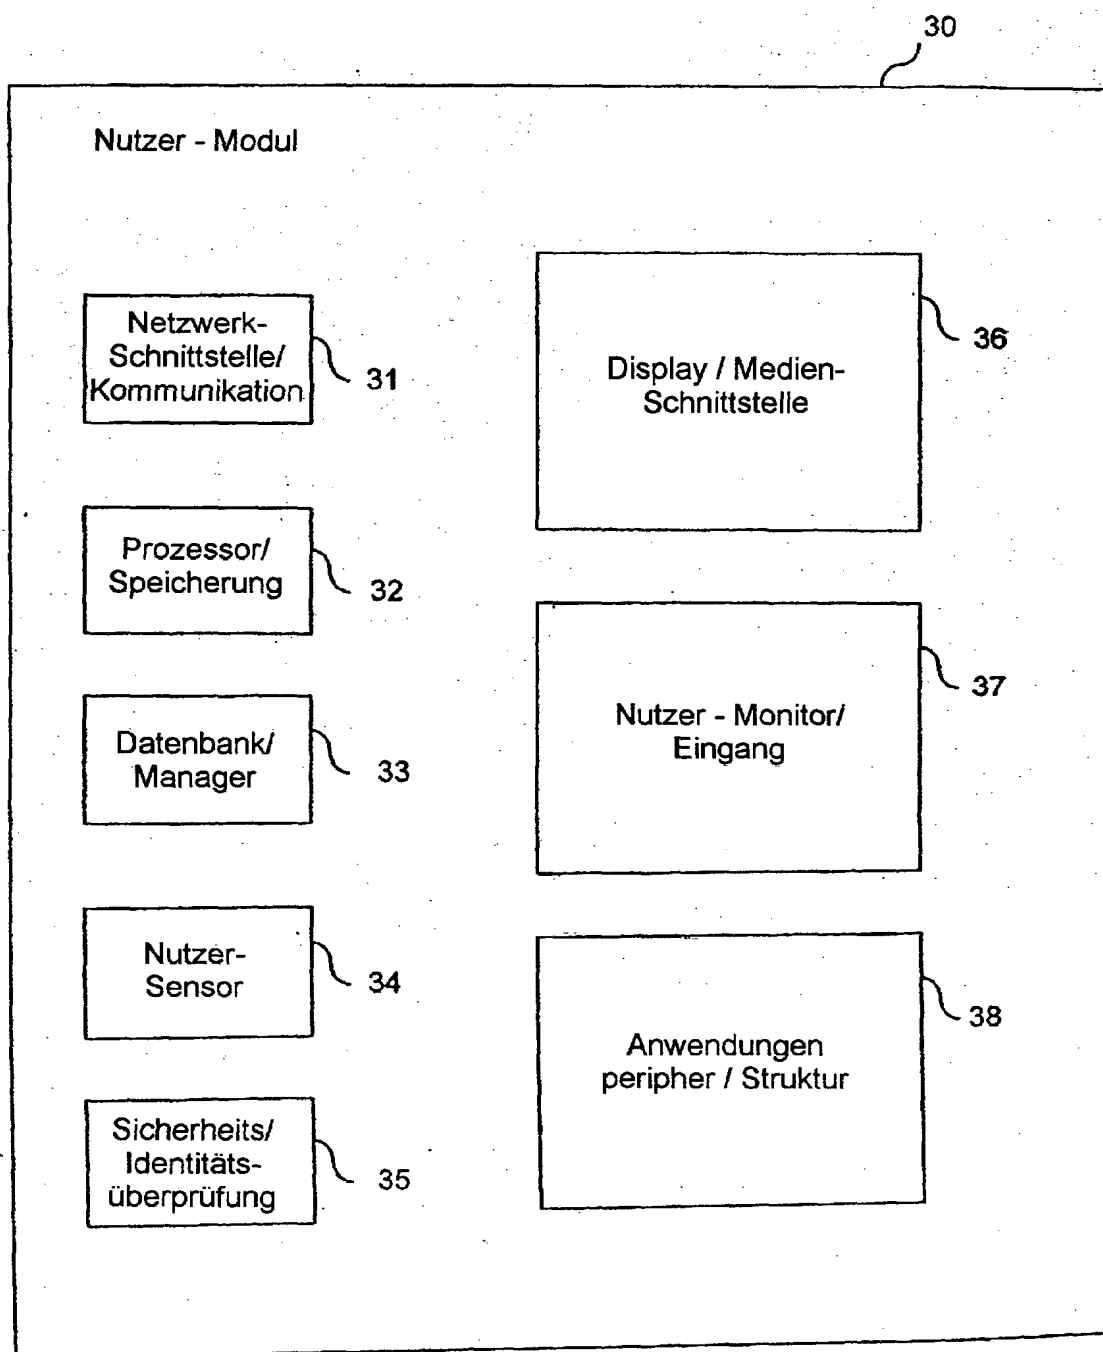 30
Nutzer - Modul
Netzwerk-
Schnittstelle/
Kommunikation
31
Prozessor/
Speicherung
32
Datenbank/
Manager
33
Nutzer-
Sensor
34
Sicherheits/
Identitäts-
überprüfung
35
Display / Medien-
Schnittstelle
36
Nutzer - Monitor/
Eingang
37
Anwendungen
peripher / Struktur
38